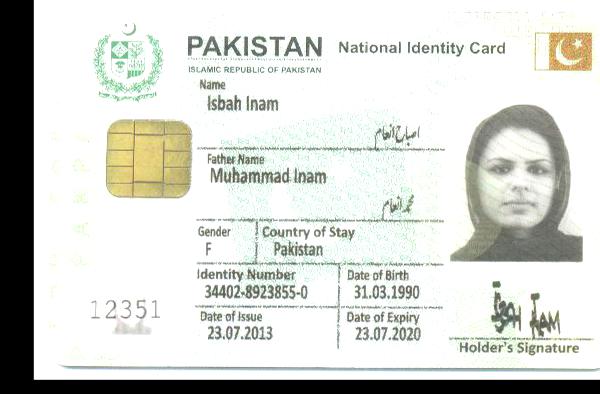 PAKISTAN National Identity Card
ISLAMIC REPUBLIC OF PAKISTAN
Name
Isbah Inam
اصباح انعام
Father Name
Muhammad Inam
محمد انعام
Gender Country of Stay
F Pakistan
Identity Number Date of Birth
34402-8923855-0 31.03.1990
Date of Issue Date of Expiry
23.07.2013 23.07.2020
12351
Holder's Signature